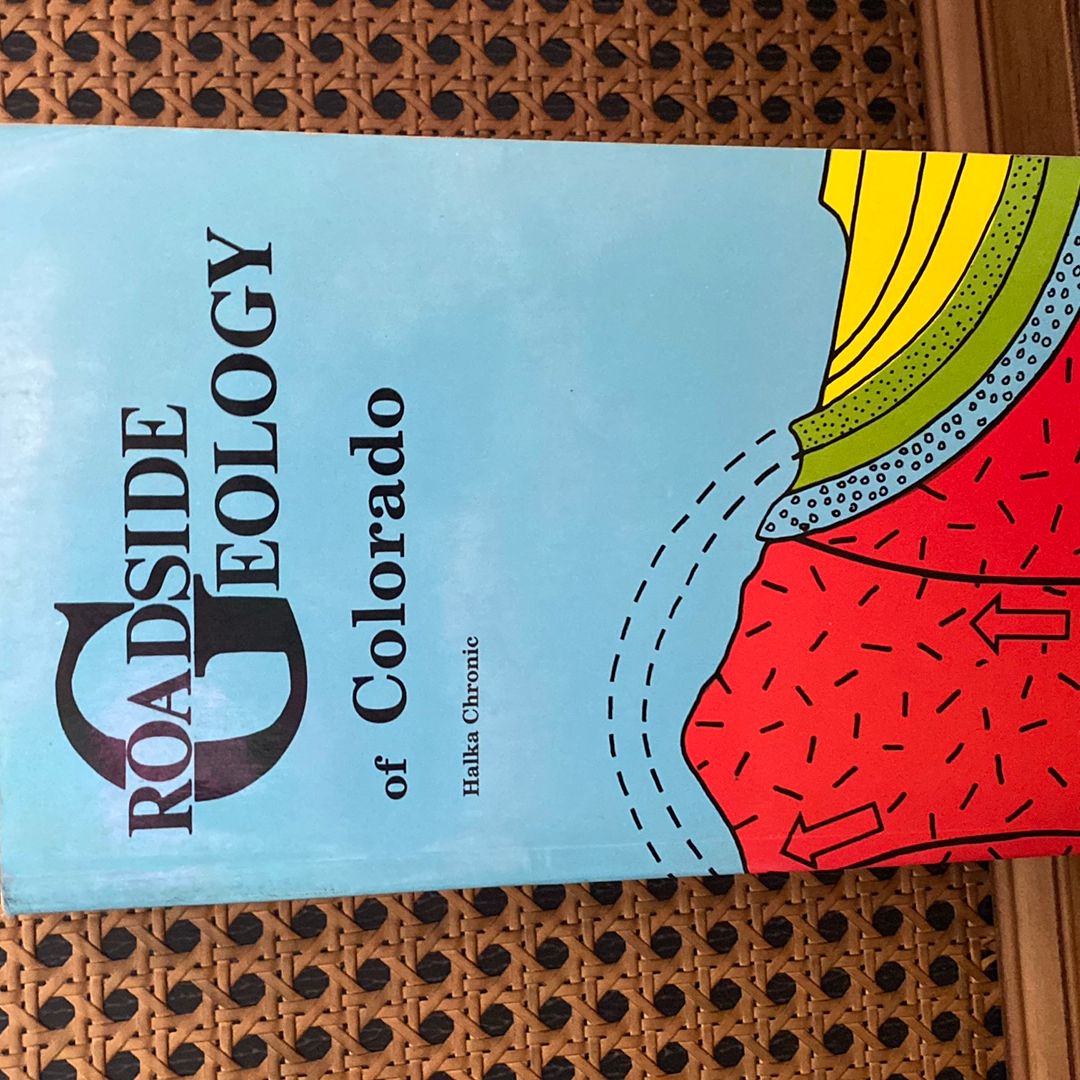 ROADSIDE
GEOLOGY
of Colorado
Halka Chronic